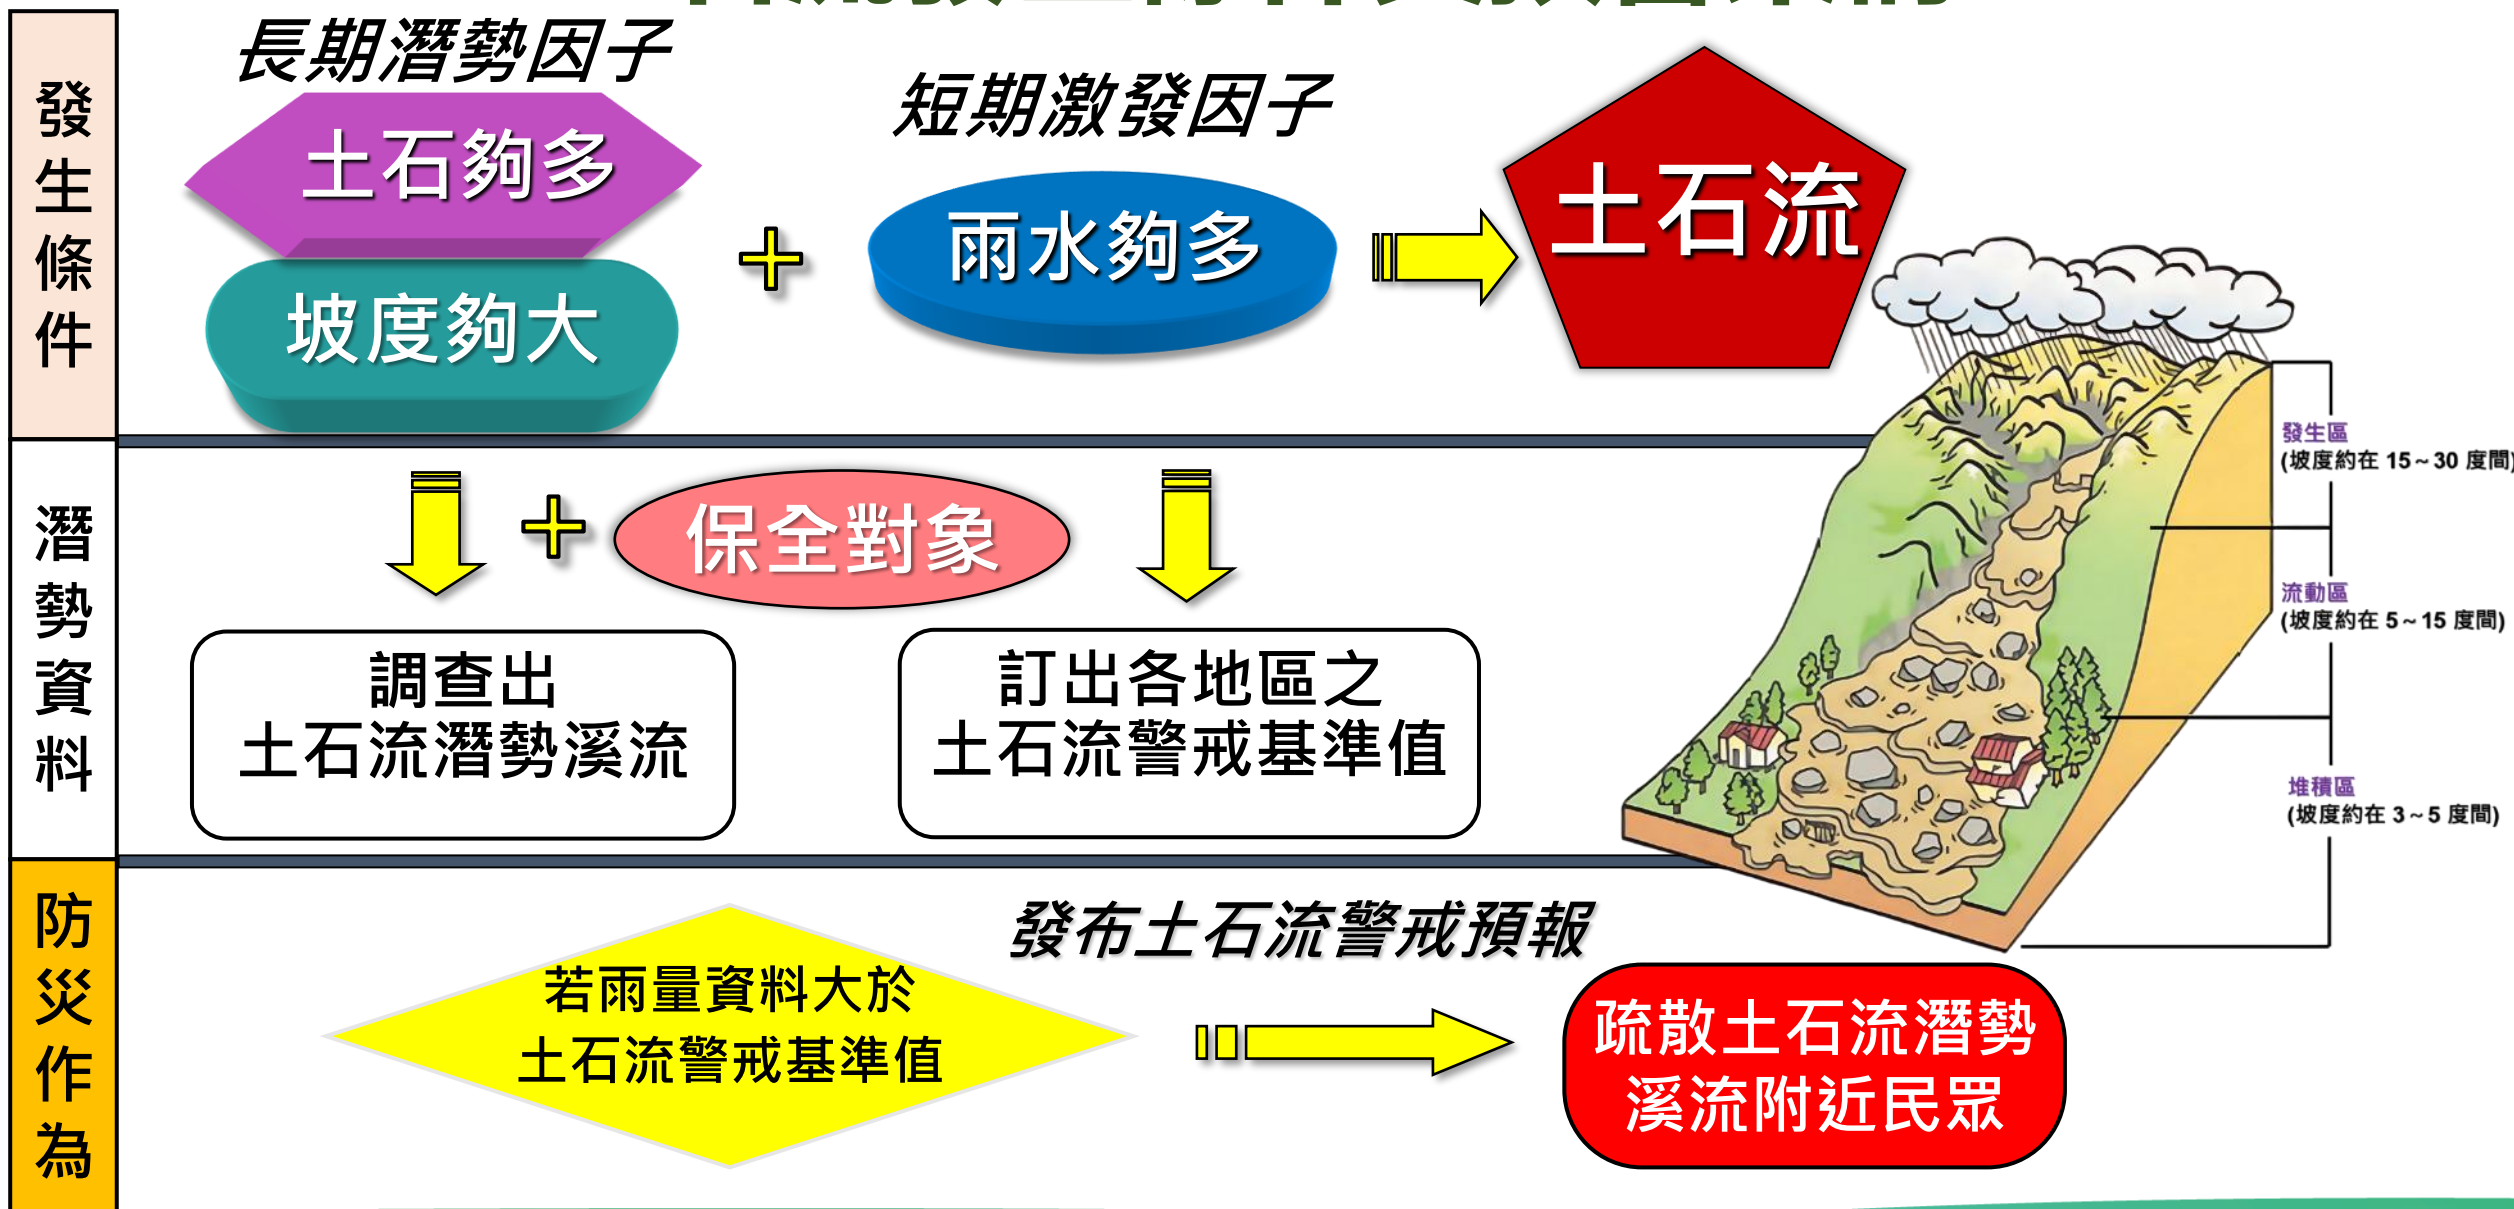 發生條件
長期潛勢因子
土石夠多
坡度夠大
短期激發因子
雨水夠多
土石流
發生區
(坡度約在 15~30 度間)
流動區
(坡度約在 5~15 度間)
堆積區
(坡度約在 3~5 度間)
潛勢資料
保全對象
調查出
土石流潛勢溪流
訂出各地區之
土石流警戒基準值
防災作為
若雨量資料大於
土石流警戒基準值
發布土石流警戒預報
疏散土石流潛勢
溪流附近民眾